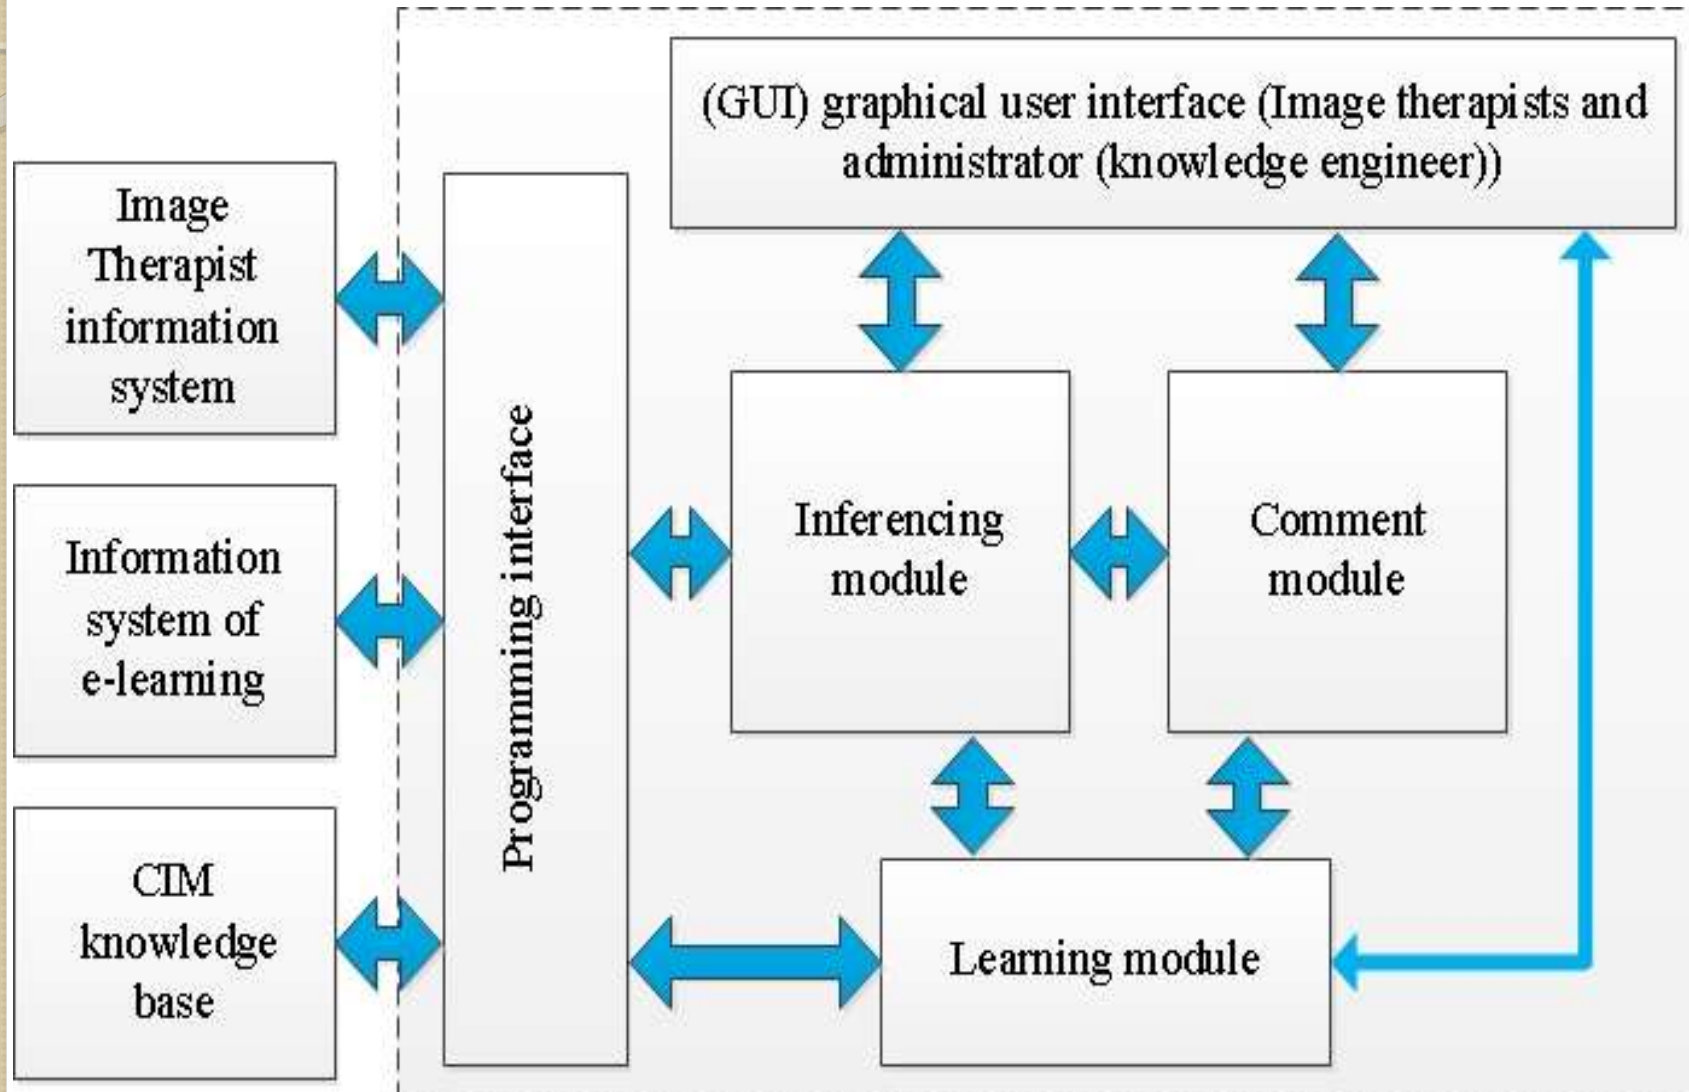 (GUI) graphical user interface (Image therapists and
administrator (knowledge engineer))
Image
Therapist
information
system
Information
system of
e-learning
CIM
knowledge
base
Programming interface
Inferencing
module
Comment
module
Learning module